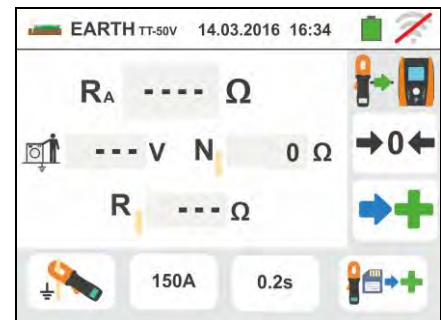 EARTH TT-50V 14.03.2016 16:34
RA ---- Ω
--- V N 0 Ω
→0←
R --- Ω
150A 0.2s